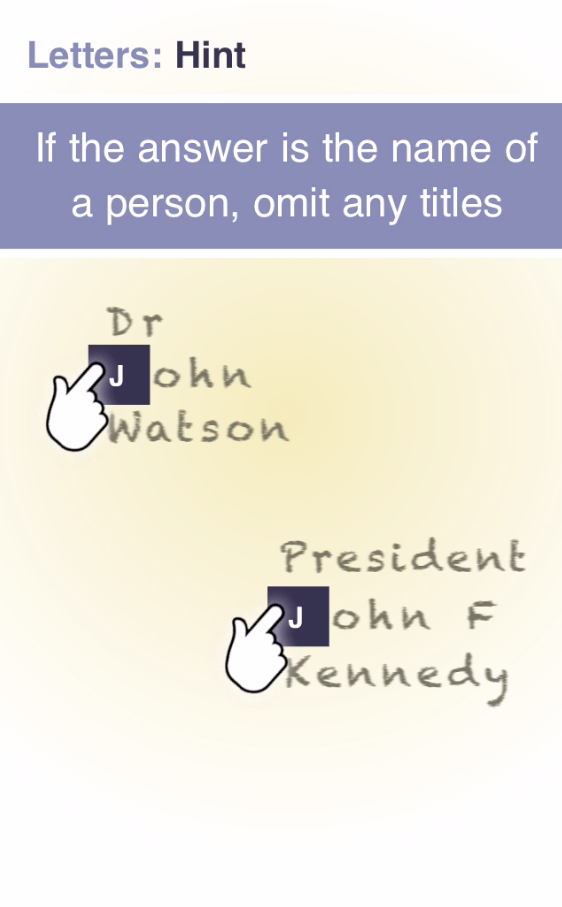 Letters: Hint
If the answer is the name of
a person, omit any titles
Dr
John
Watson
President
John F
Kennedy